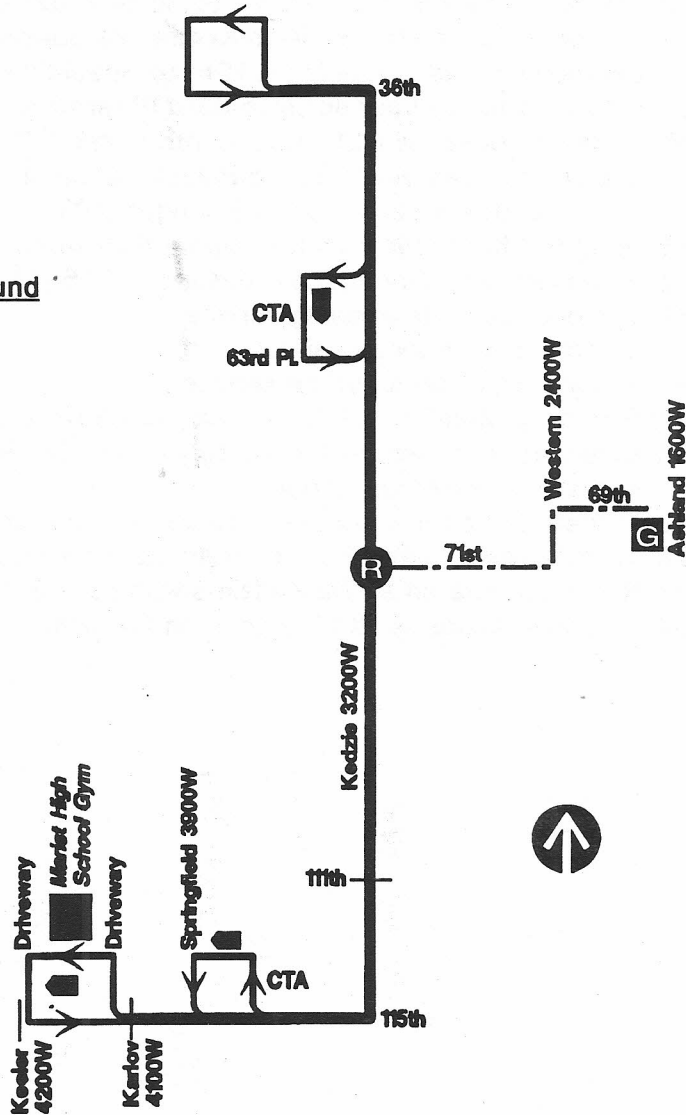 36th
und
CTA
63rd Pl.
Western 2400W
69th
G
Ashland 1600W
71st
R
Kedzie 3200W
Driveway
Marist High
School Gym
Driveway
Springfield 3900W
111th
CTA
115th
Keeler
4200W
Karlov
4100W